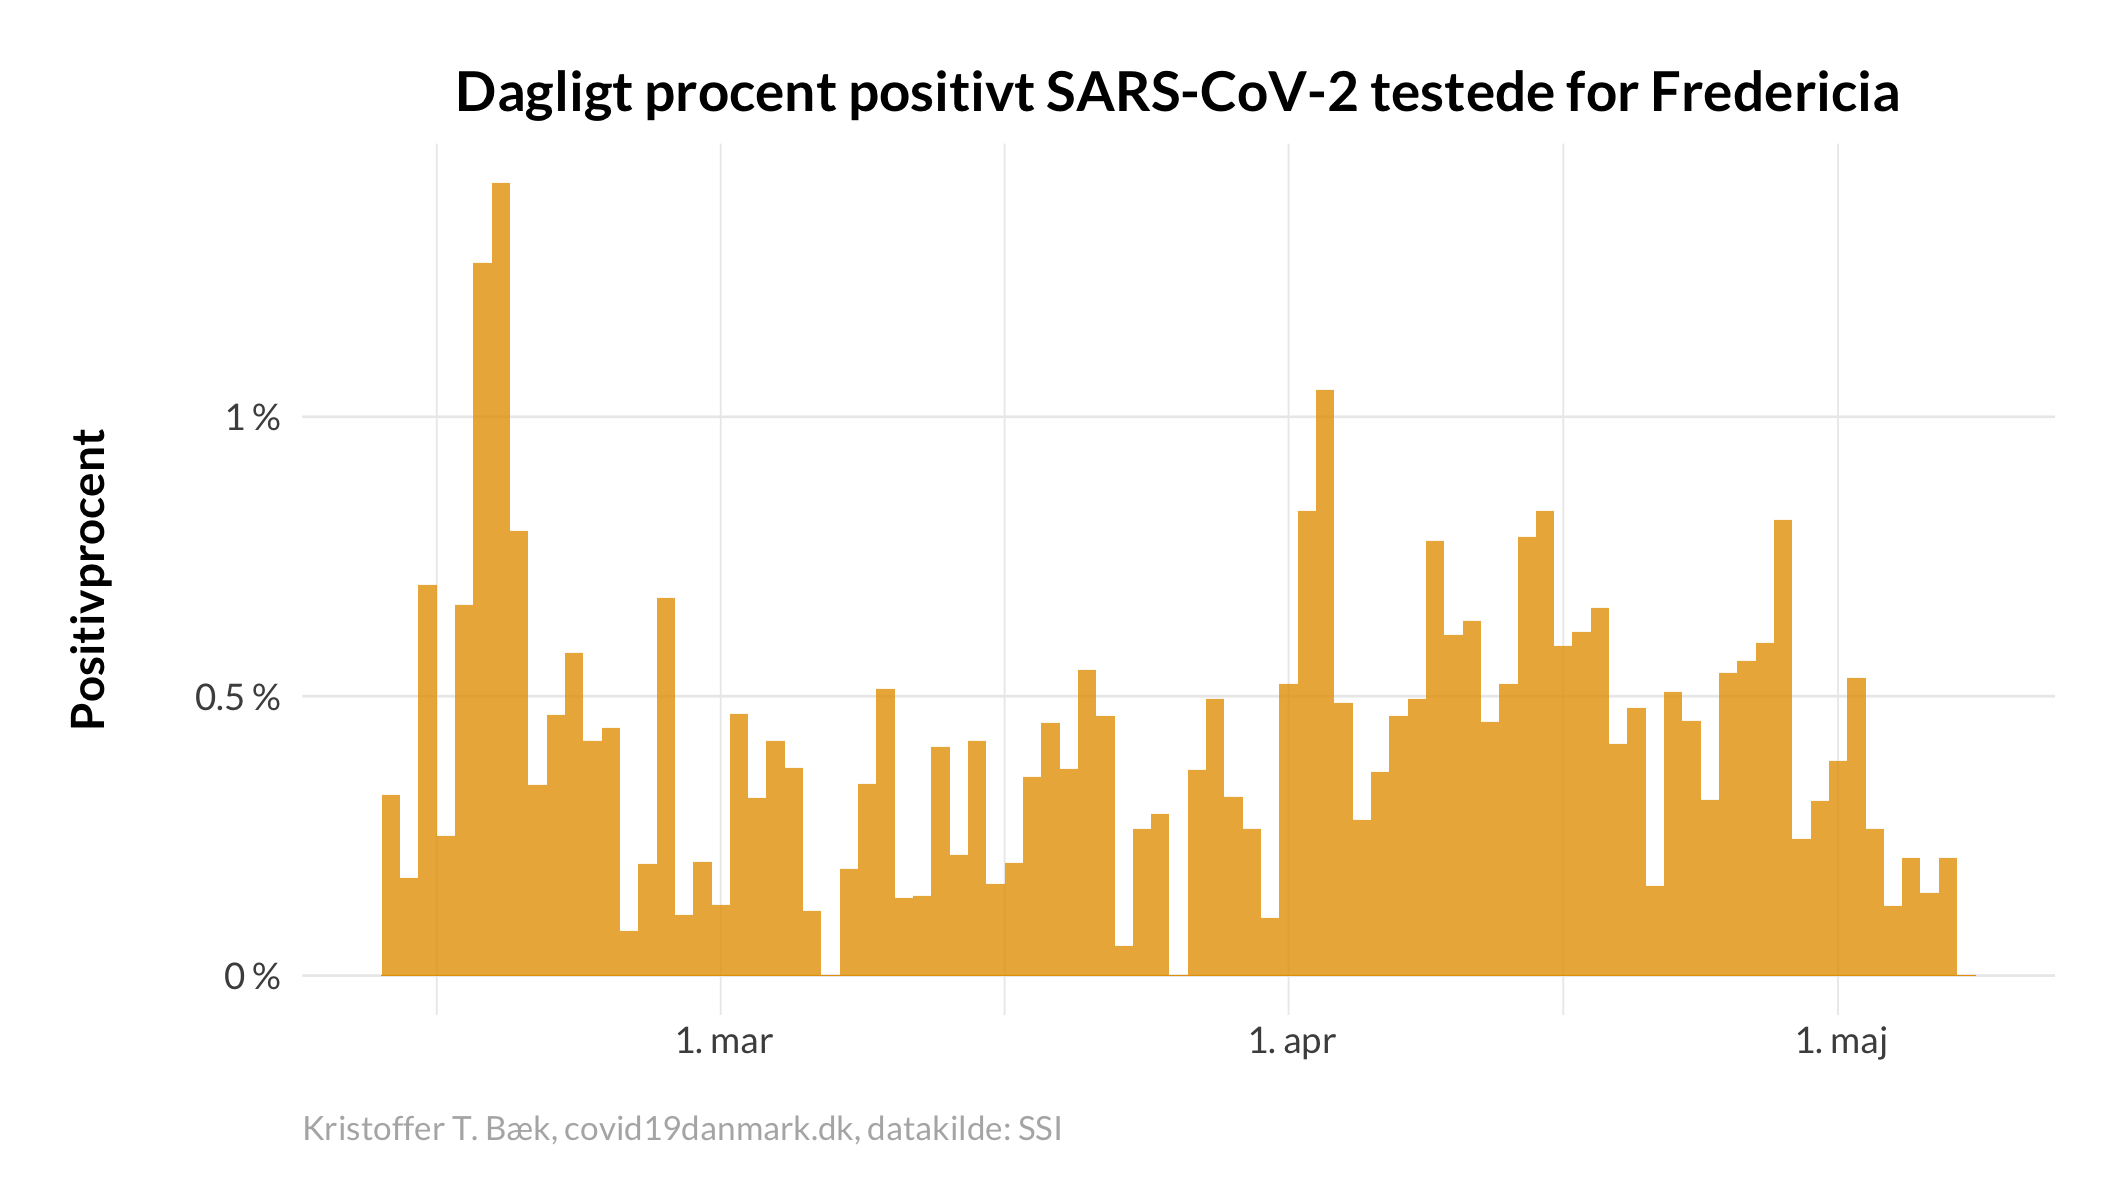 Dagligt procent positivt SARS-CoV-2 testede for Fredericia
Positivprocent
1 %
0.5 %
0 %
1. mar
1. apr
1. maj
Kristoffer T. Bæk, covid19danmark.dk, datakilde: SSI